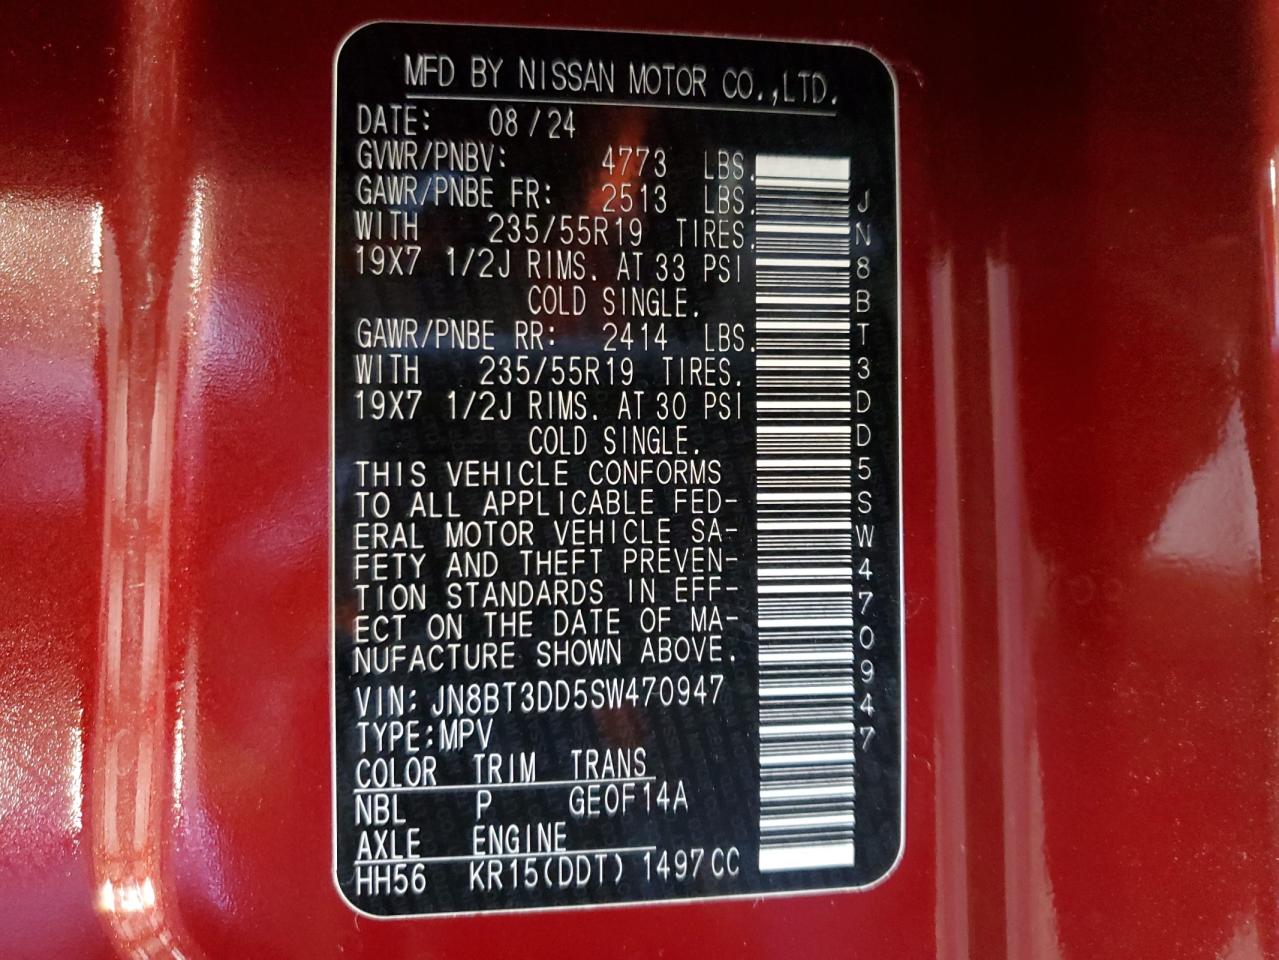 MFD BY NISSAN MOTOR CO.,LTD.
DATE: 08/24
GVWR/PNBV: 4773 LBS.
GAWR/PNBE FR: 2513 LBS.
WITH 235/55R19 TIRES.
19X7 1/2J RIMS. AT 33 PSI
COLD SINGLE.
GAWR/PNBE RR: 2414 LBS.
WITH 235/55R19 TIRES.
19X7 1/2J RIMS. AT 30 PSI
COLD SINGLE.
THIS VEHICLE CONFORMS
TO ALL APPLICABLE FED-
ERAL MOTOR VEHICLE SA-
FETY AND THEFT PREVEN-
TION STANDARDS IN EFF-
ECT ON THE DATE OF MA-
NUFACTURE SHOWN ABOVE.
VIN: JN8BT3DD5SW470947
TYPE:MPV
COLOR TRIM TRANS
NBL P GEOF14A
AXLE ENGINE
HH56 KR15(DDT) 1497CC
JN8BT3DD5SW470947